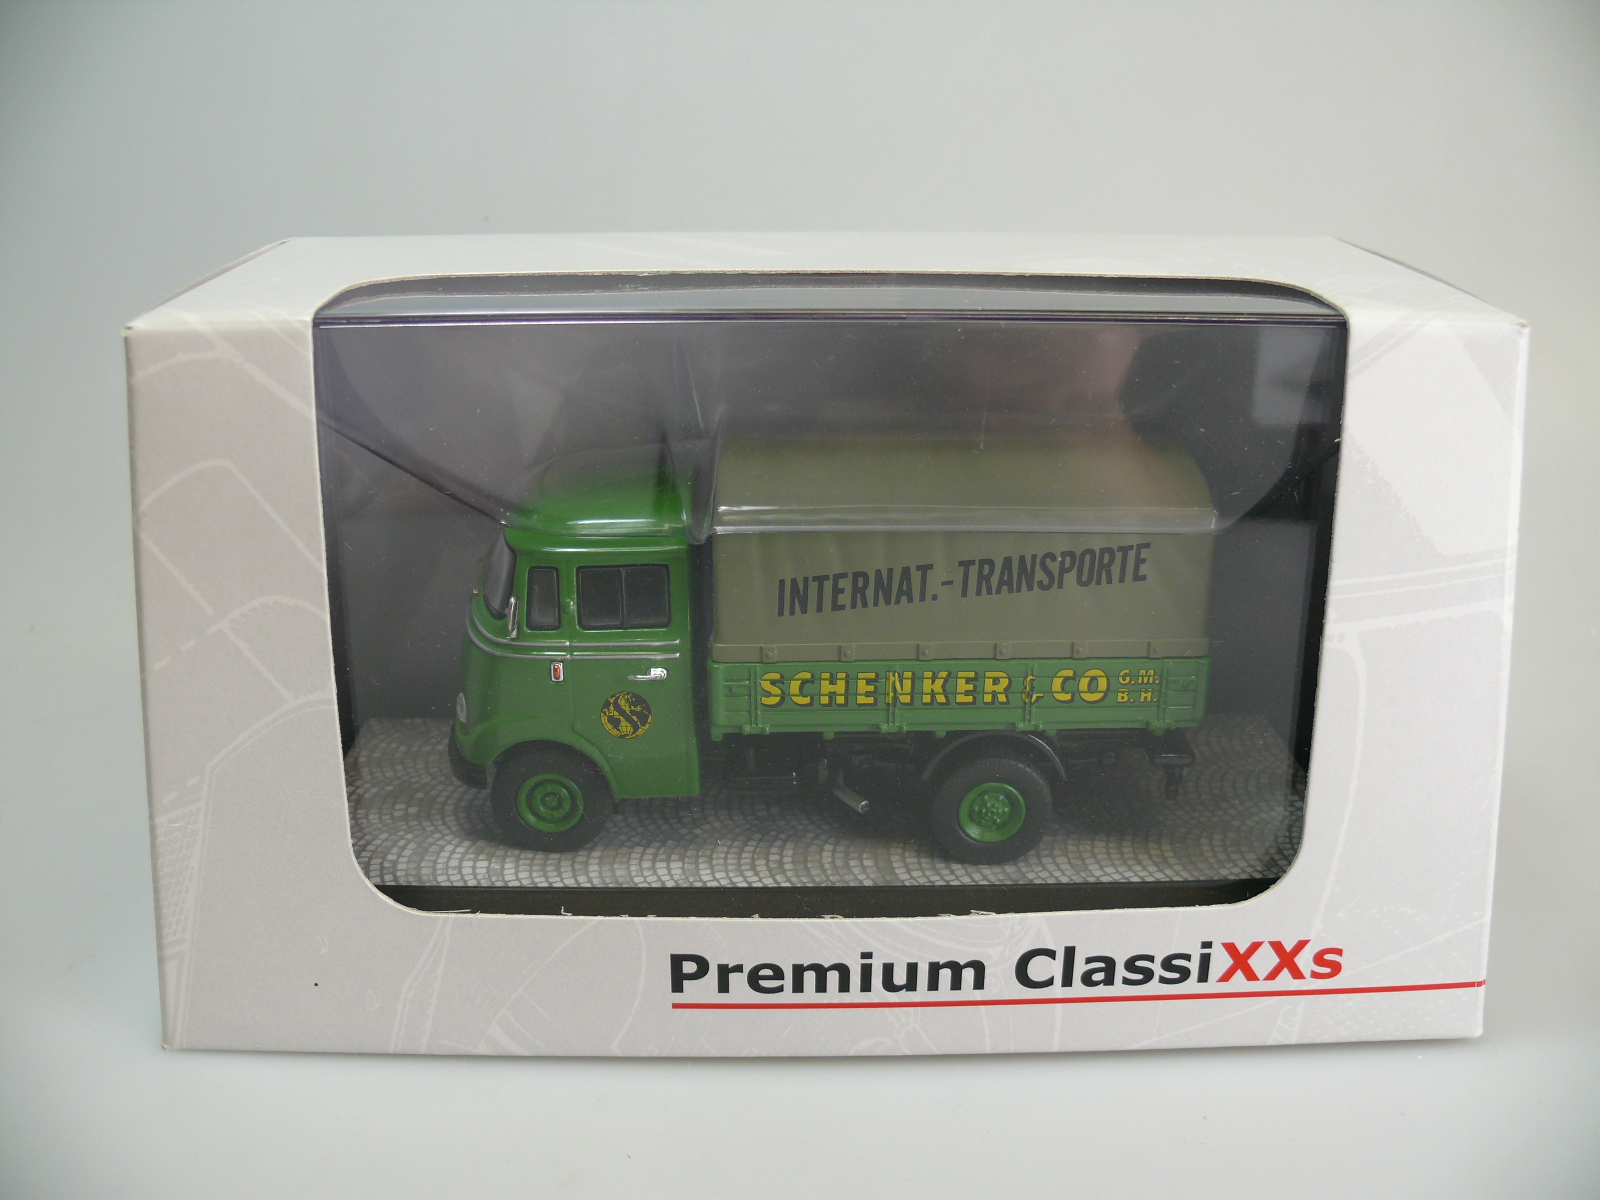 INTERNAT.-TRANSPORTE
SCHENKER & CO G.M.
B.H.
Premium ClassiXXs